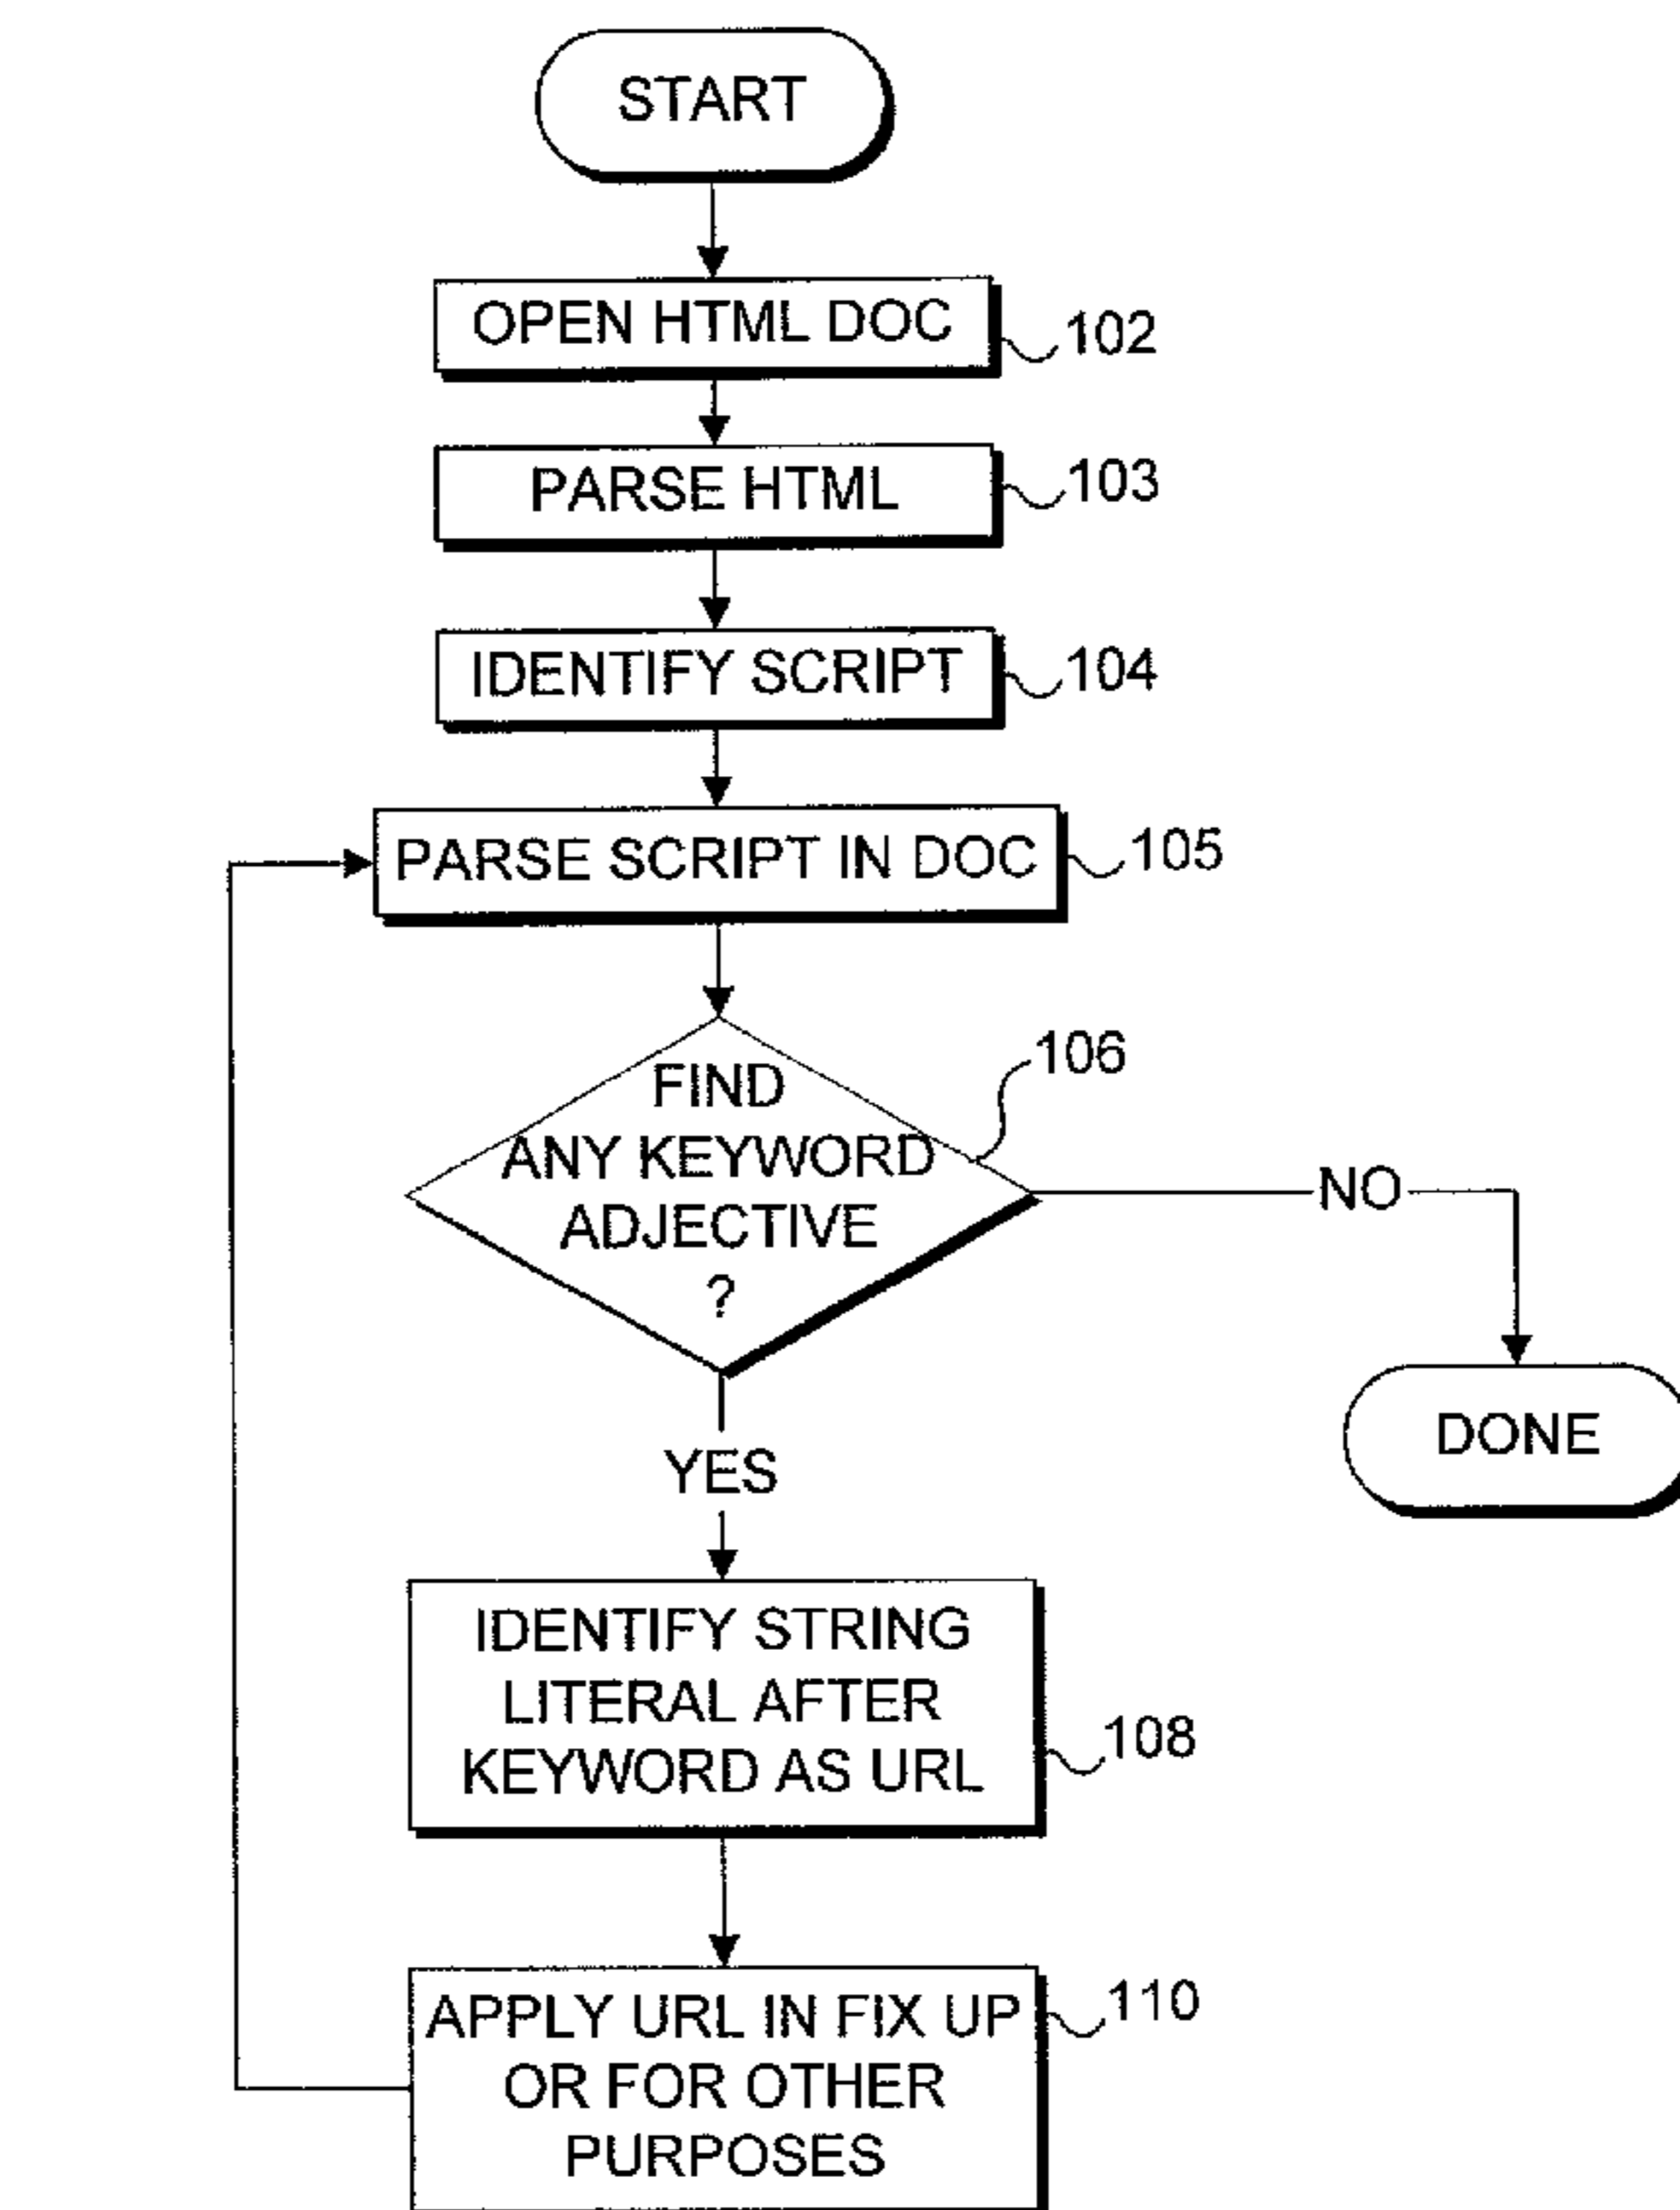 START
OPEN HTML DOC
102
PARSE HTML
103
IDENTIFY SCRIPT
104
PARSE SCRIPT IN DOC
105
FIND
ANY KEYWORD
ADJECTIVE
?
106
NO
DONE
YES
IDENTIFY STRING
LITERAL AFTER
KEYWORD AS URL
108
APPLY URL IN FIX UP
OR FOR OTHER
PURPOSES
110